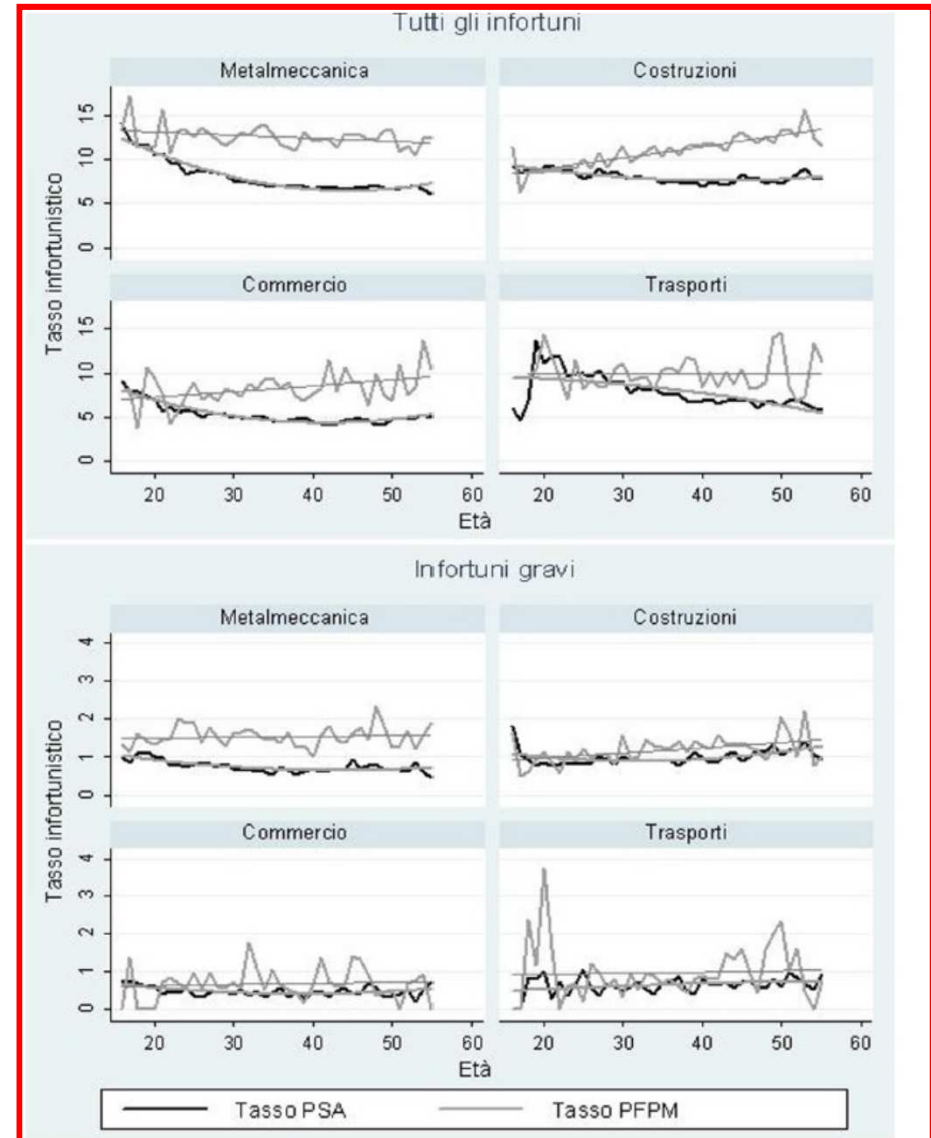 Tutti gli infortuni
Metalmeccanica
Costruzioni
Tasso infortunistico
15
10
5
0
Commercio
Trasporti
15
10
5
0
20 30 40 50 60
20 30 40 50 60
Età
Infortuni gravi
Metalmeccanica
Costruzioni
Tasso infortunistico
4
3
2
1
0
Commercio
Trasporti
4
3
2
1
0
20 30 40 50 60
20 30 40 50 60
Età
Tasso PSA
Tasso PFPM